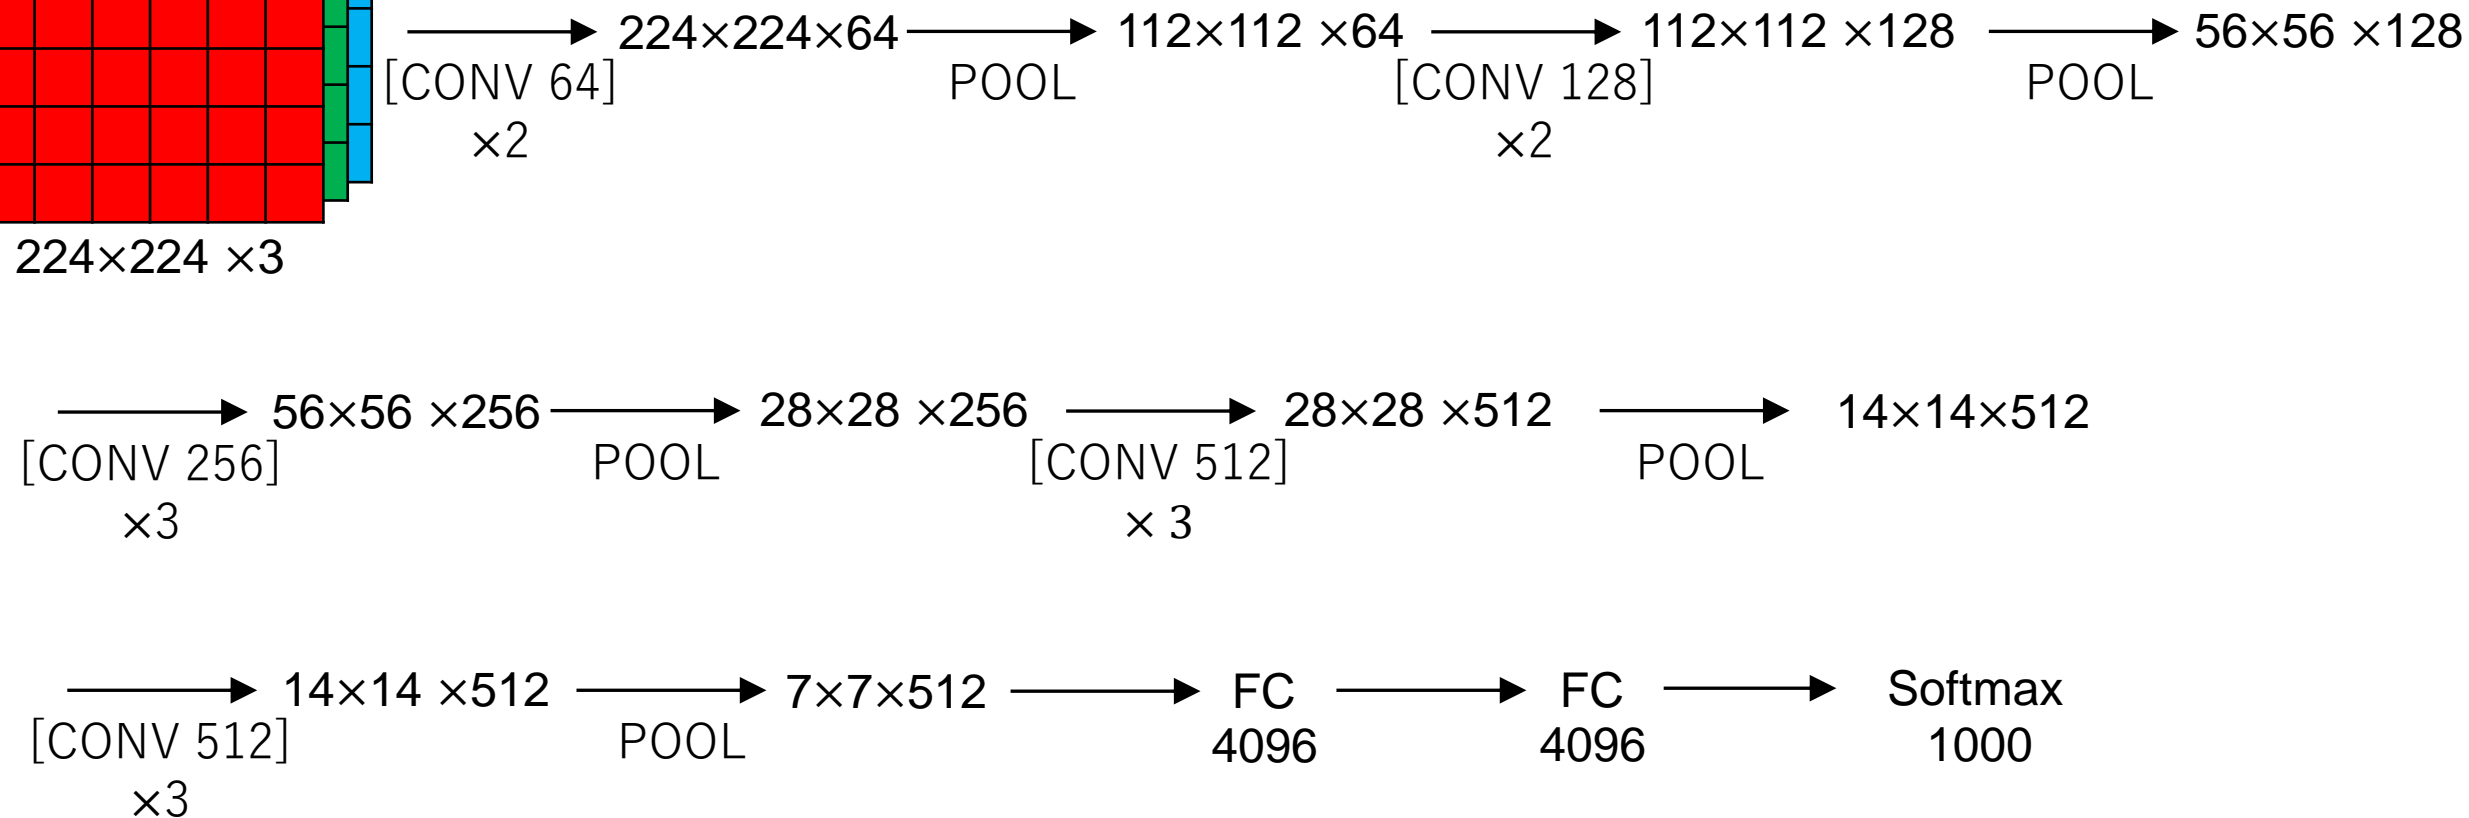 224×224×64 112×112 ×64 112×112 ×128 56×56 ×128
[CONV 64] POOL [CONV 128] POOL
×2 ×2
224×224 ×3
56×56 ×256 28×28 ×256 28×28 ×512 14×14×512
[CONV 256] POOL [CONV 512] POOL
×3 × 3
14×14 ×512 7×7×512 FC FC Softmax
[CONV 512] POOL 4096 4096 1000
×3